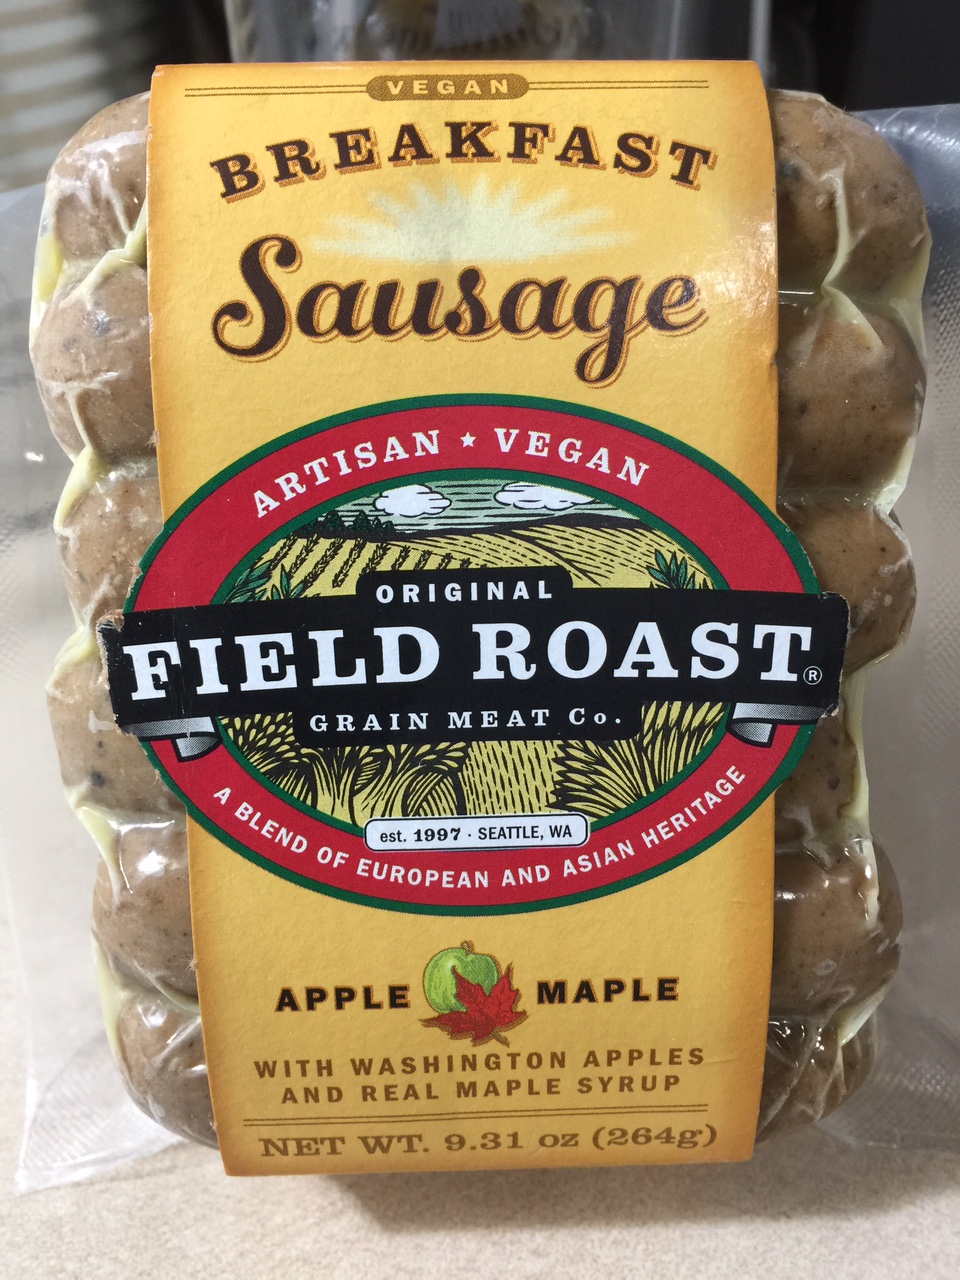 VEGAN
BREAKFAST
Sausage
ARTISAN ★ VEGAN
ORIGINAL
FIELD ROAST®
GRAIN MEAT Co.
est. 1997 · SEATTLE, WA
A BLEND OF EUROPEAN AND ASIAN HERITAGE
APPLE MAPLE
WITH WASHINGTON APPLES
AND REAL MAPLE SYRUP
NET WT. 9.31 oz (264g)